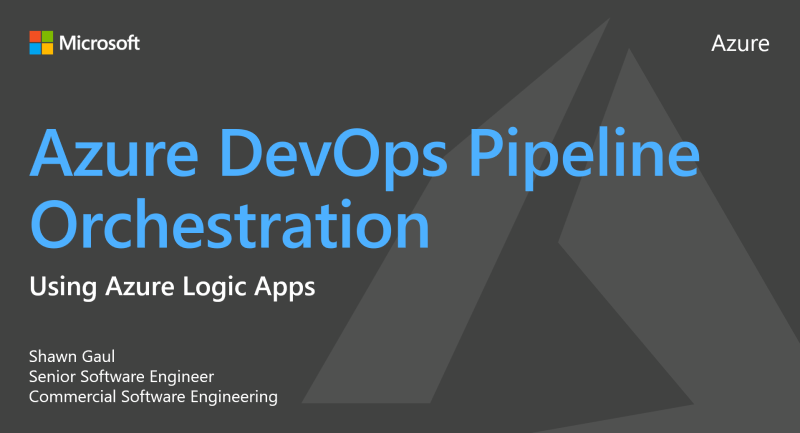 Microsoft
Azure
Azure DevOps Pipeline
Orchestration
Using Azure Logic Apps
Shawn Gaul
Senior Software Engineer
Commercial Software Engineering